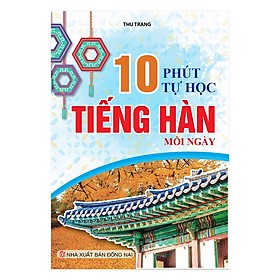 THU TRANG
10 PHÚT
TỰ HỌC
TIẾNG HÀN
MỖI NGÀY
NHÀ XUẤT BẢN ĐỒNG NAI